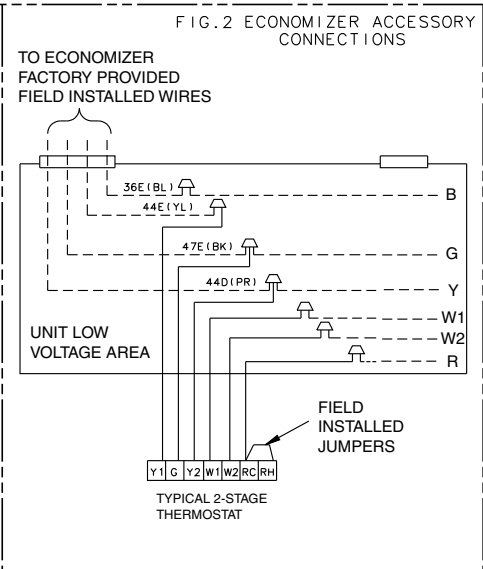 FIG.2 ECONOMIZER ACCESSORY
CONNECTIONS
TO ECONOMIZER
FACTORY PROVIDED
FIELD INSTALLED WIRES
36E(BL)
B
44E(YL)
47E(BK)
G
44D(PR)
Y
W1
UNIT LOW
VOLTAGE AREA
W2
R
FIELD
INSTALLED
JUMPERS
Y1 G Y2 W1 W2 RC RH
TYPICAL 2-STAGE
THERMOSTAT